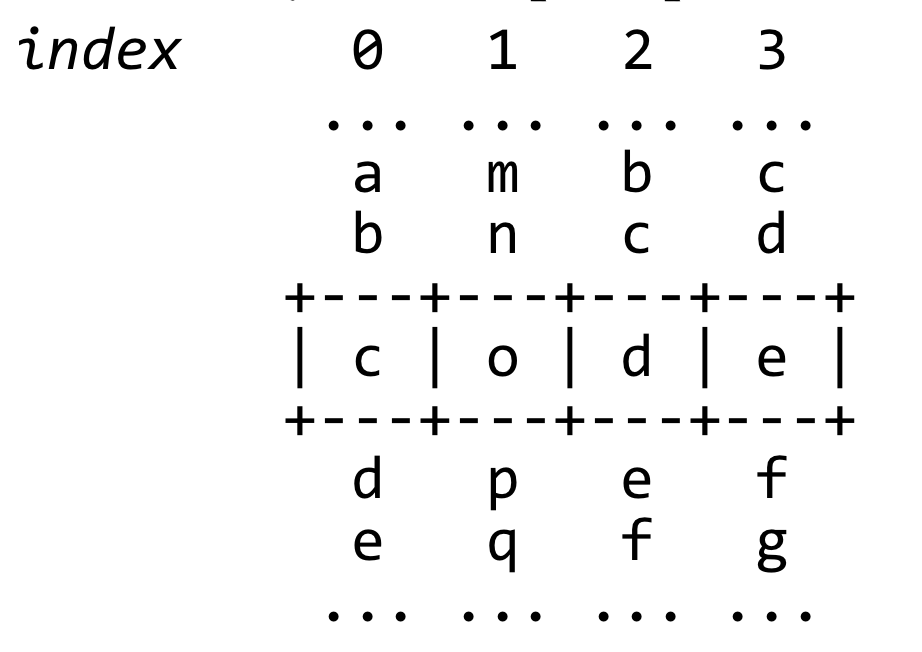 index 0 1 2 3
... ... ... ...
a m b c
b n c d
+---+---+---+---+
| c | o | d | e |
+---+---+---+---+
d p e f
e q f g
... ... ... ...